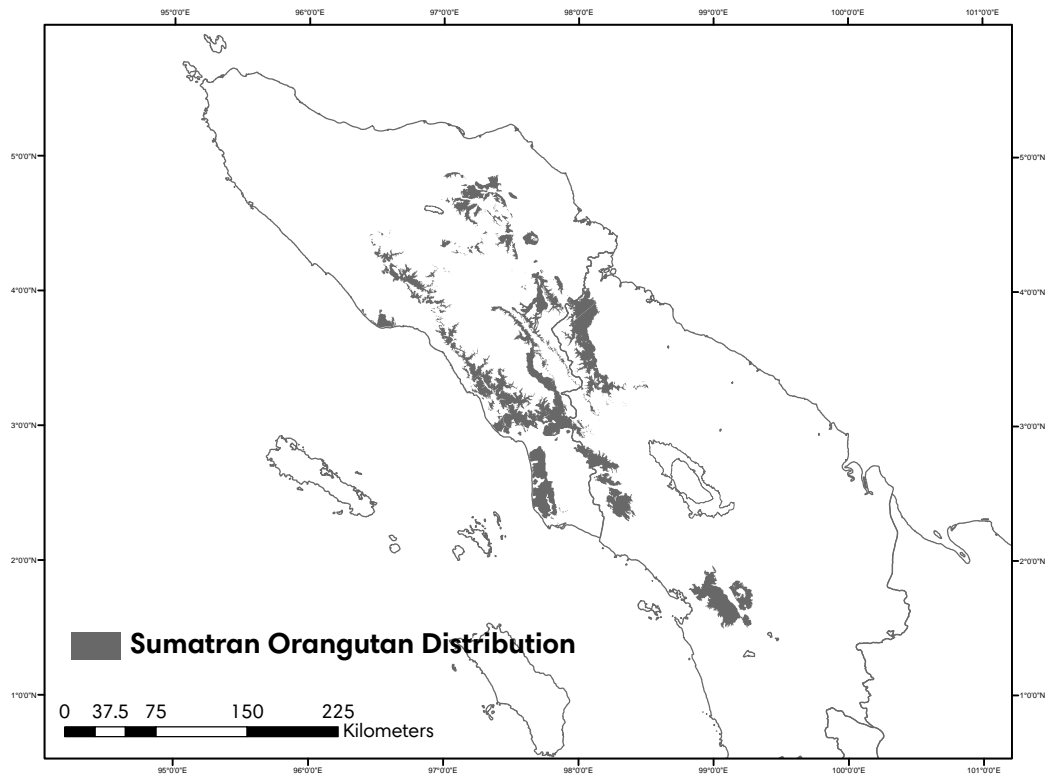 95°0'0"E 96°0'0"E 97°0'0"E 98°0'0"E 99°0'0"E 100°0'0"E 101°0'0"E
5°0'0"N 5°0'0"N
4°0'0"N 4°0'0"N
3°0'0"N 3°0'0"N
2°0'0"N 2°0'0"N
Sumatran Orangutan Distribution
1°0'0"N 1°0'0"N
0 37.5 75 150 225
Kilometers
95°0'0"E 96°0'0"E 97°0'0"E 98°0'0"E 99°0'0"E 100°0'0"E 101°0'0"E